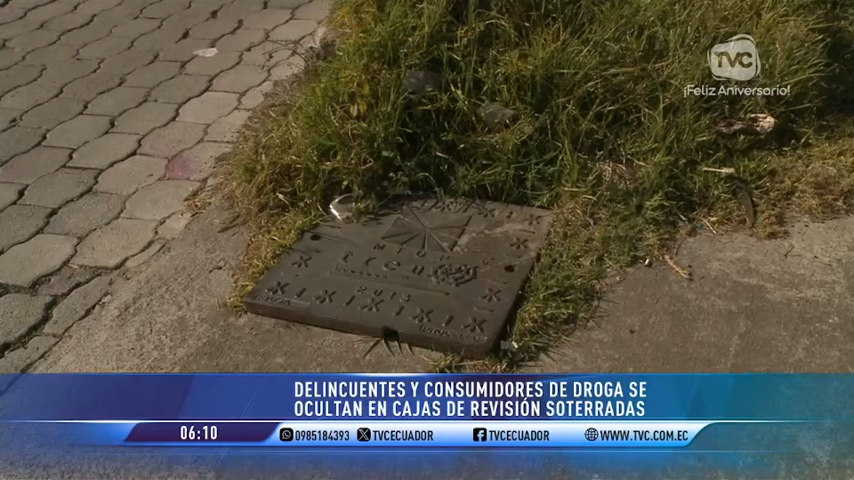 TVC
¡Feliz Aniversario!
2013
DELINCUENTES Y CONSUMIDORES DE DROGA SE
OCULTAN EN CAJAS DE REVISIÓN SOTERRADAS
06:10
0985184393
TVCECUADOR
TVCECUADOR
WWW.TVC.COM.EC